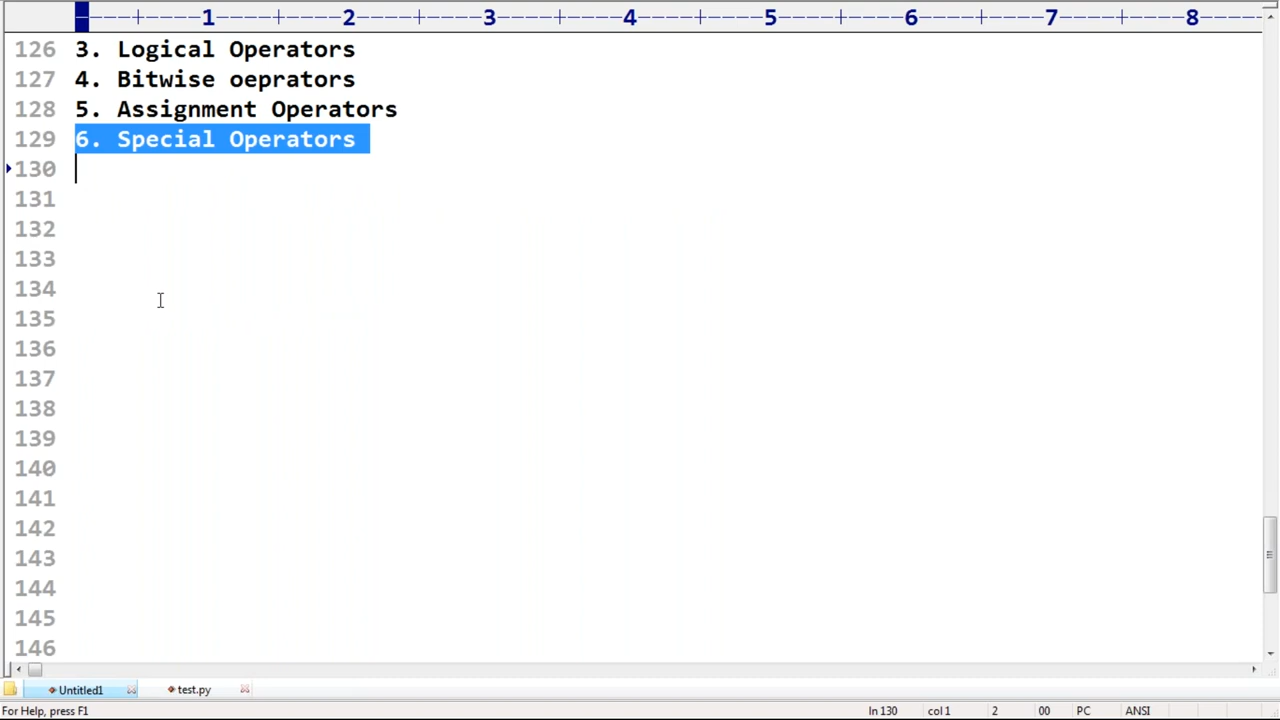 1 2 3 4 5 6 7 8
126 3. Logical Operators
127 4. Bitwise oeprators
128 5. Assignment Operators
129 6. Special Operators
130
131
132
133
134
135
136
137
138
139
140
141
142
143
144
145
146
Untitled1 test.py
For Help, press F1 ln 130 col 1 2 00 PC ANSI